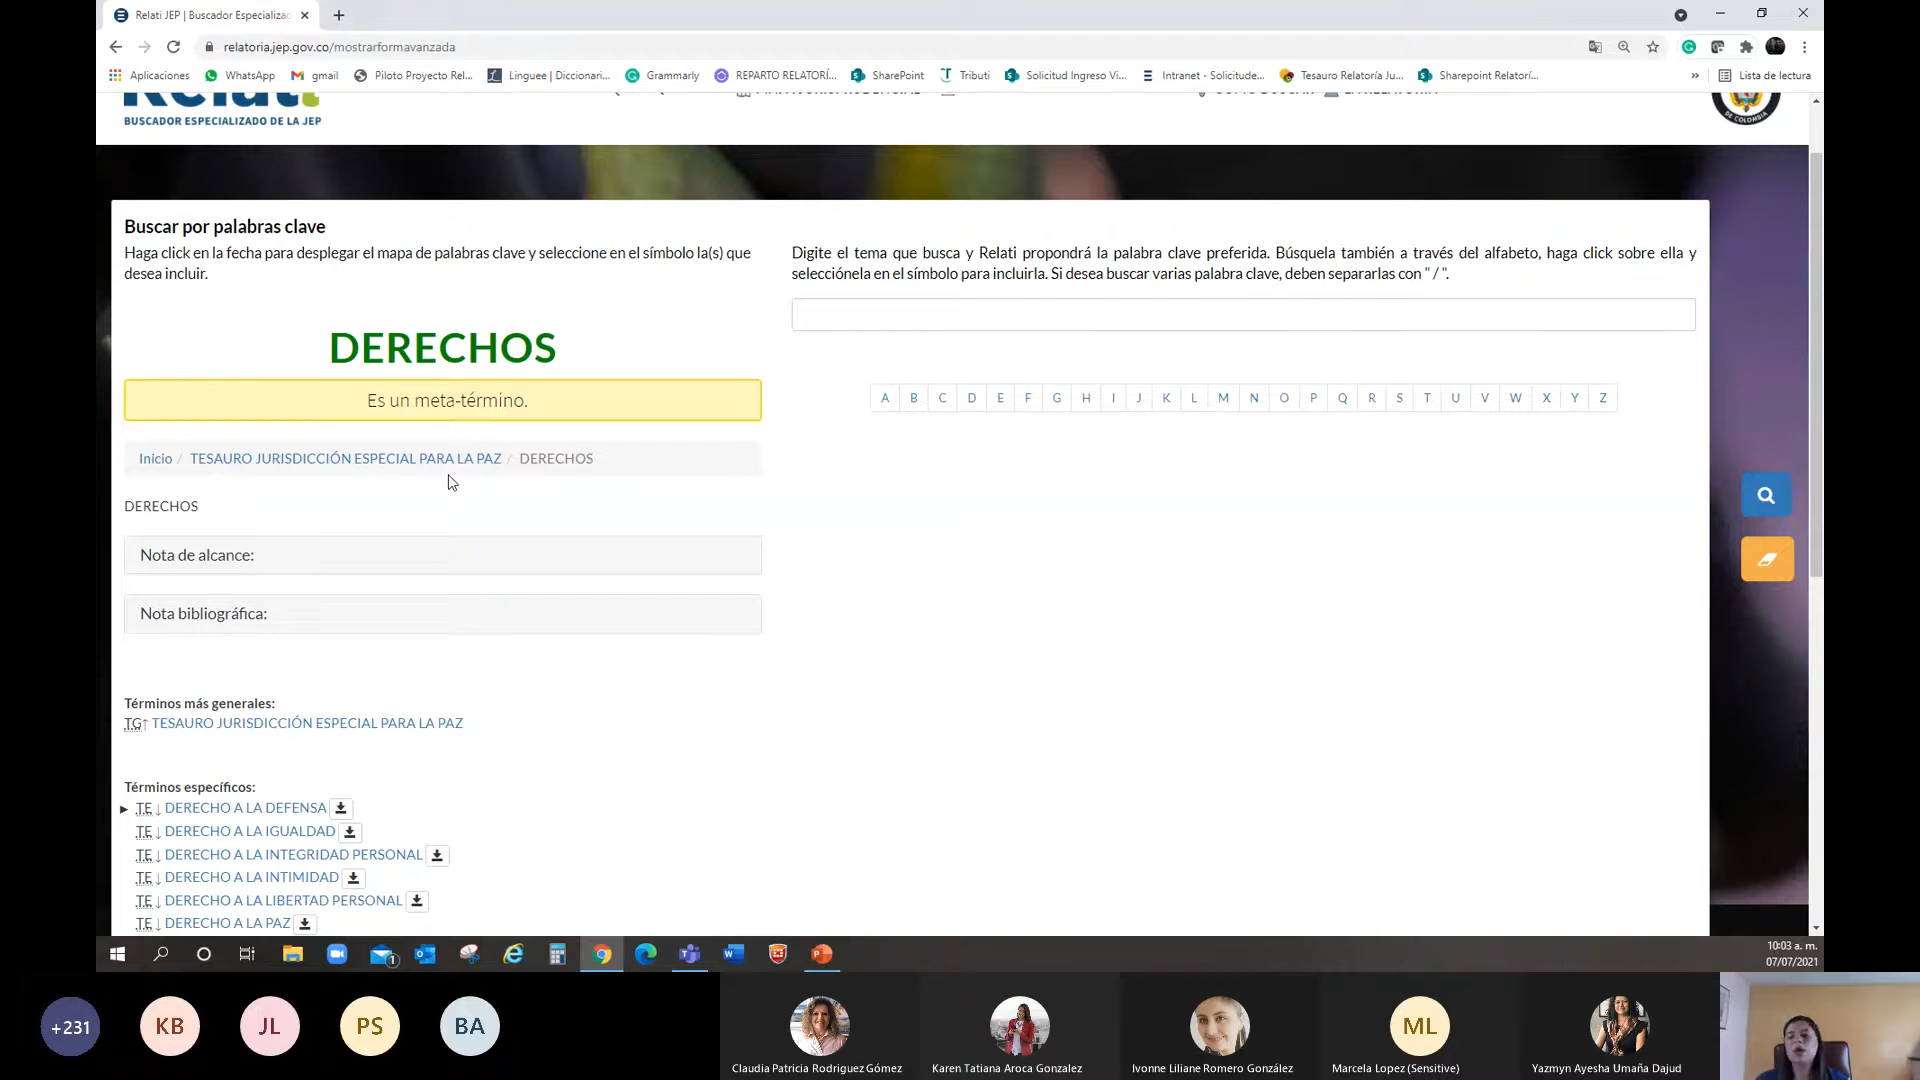 Relati JEP | Buscador Especializac
relatoria.jep.gov.co/mostrarformavanzada
Aplicaciones
WhatsApp
gmail
Piloto Proyecto Rel...
Linguee | Diccionari...
Grammarly
REPARTO RELATORÍ...
SharePoint
Tributi
Solicitud Ingreso Vi...
Intranet - Solicitude...
Tesauro Relatoría Ju...
Sharepoint Relatorí...
»
Lista de lectura
Relati
BUSCADOR ESPECIALIZADO DE LA JEP
DE COLOMBIA
Buscar por palabras clave
Haga click en la fecha para desplegar el mapa de palabras clave y seleccione en el símbolo la(s) que
desea incluir.
DERECHOS
Es un meta-término.
Inicio / TESAURO JURISDICCIÓN ESPECIAL PARA LA PAZ / DERECHOS
DERECHOS
Nota de alcance:
Nota bibliográfica:
Términos más generales:
TG↑ TESAURO JURISDICCIÓN ESPECIAL PARA LA PAZ
Términos específicos:
► TE ↓ DERECHO A LA DEFENSA
TE ↓ DERECHO A LA IGUALDAD
TE ↓ DERECHO A LA INTEGRIDAD PERSONAL
TE ↓ DERECHO A LA INTIMIDAD
TE ↓ DERECHO A LA LIBERTAD PERSONAL
TE ↓ DERECHO A LA PAZ
Digite el tema que busca y Relati propondrá la palabra clave preferida. Búsquela también a través del alfabeto, haga click sobre ella y
selecciónela en el símbolo para incluirla. Si desea buscar varias palabra clave, deben separarlas con " / ".
A B C D E F G H I J K L M N O P Q R S T U V W X Y Z
1
10:03 a. m.
07/07/2021
+231
KB
JL
PS
BA
ML
Claudia Patricia Rodriguez Gómez
Karen Tatiana Aroca Gonzalez
Ivonne Liliane Romero González
Marcela Lopez (Sensitive)
Yazmyn Ayesha Umaña Dajud